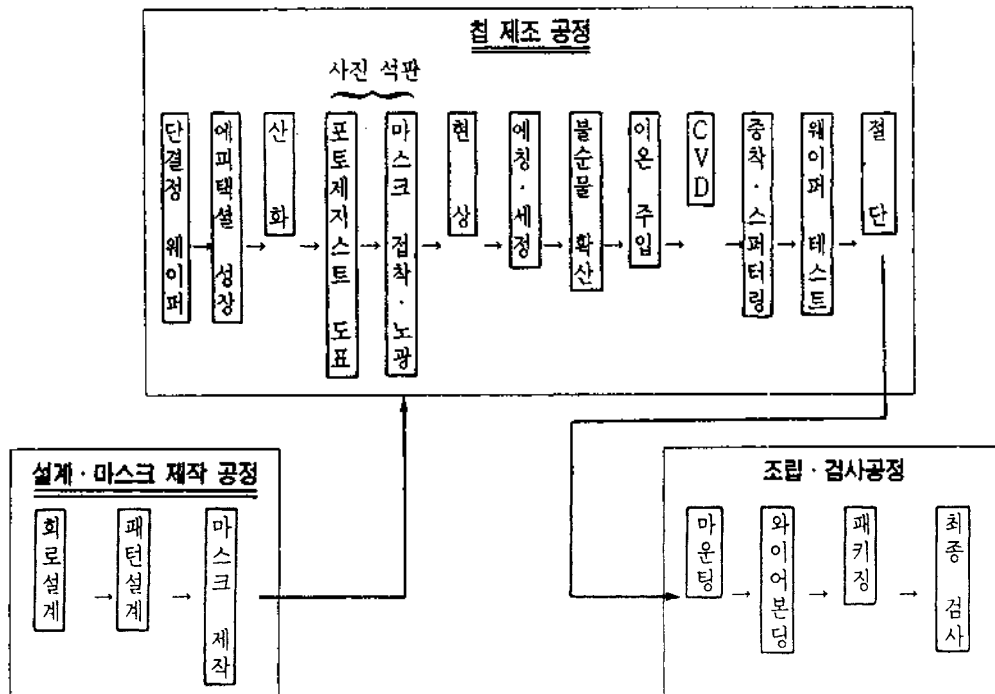 칩 제조 공정
사진 석판
단결정 웨이퍼
에피택셜 성장
산화
포토제지스트 도표
마스크 접착·노광
현상
에칭·세정
불순물 확산
이온 주입
CVD
증착·스퍼터링
웨이퍼 테스트
절단
설계·마스크 제작 공정
회로설계
패턴설계
마스크 제작
조립·검사공정
마운팅
와이어본딩
패키징
최종 검사